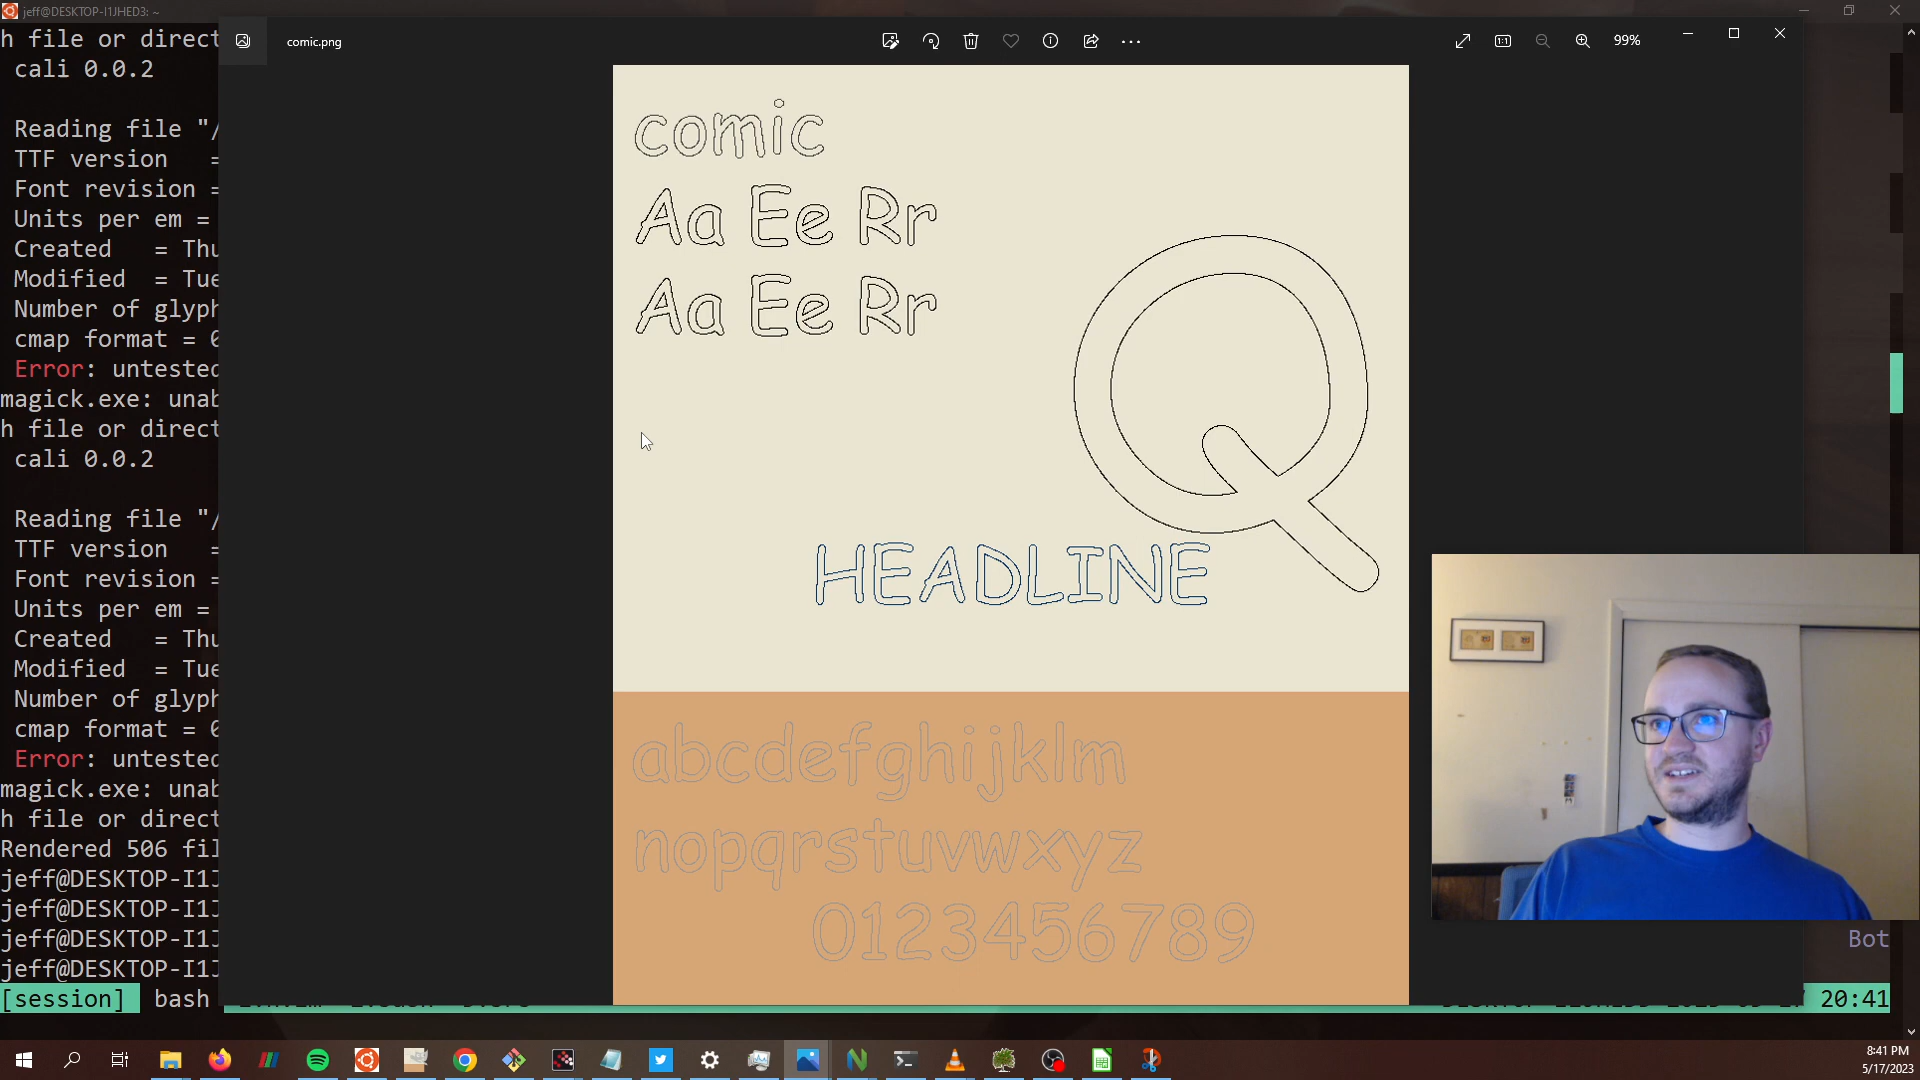 jeff@DESKTOP-I1JHED3: ~
h file or direct
cali 0.0.2
Reading file "/
TTF version =
Font revision =
Units per em =
Created = Thu
Modified = Tue
Number of glyph
cmap format = 0
Error: untested
magick.exe: unab
h file or direct
cali 0.0.2
Reading file "/
TTF version =
Font revision =
Units per em =
Created = Thu
Modified = Tue
Number of glyph
cmap format = 0
Error: untested
magick.exe: unab
h file or direct
Rendered 506 fil
jeff@DESKTOP-I1J
jeff@DESKTOP-I1J
jeff@DESKTOP-I1J
jeff@DESKTOP-I1J
[session] bash
comic.png
1:1
99%
comic
Aa Ee Rr
Aa Ee Rr
Q
HEADLINE
abcdefghijklm
nopqrstuvwxyz
0123456789
Bot
20:41
8:41 PM
5/17/2023